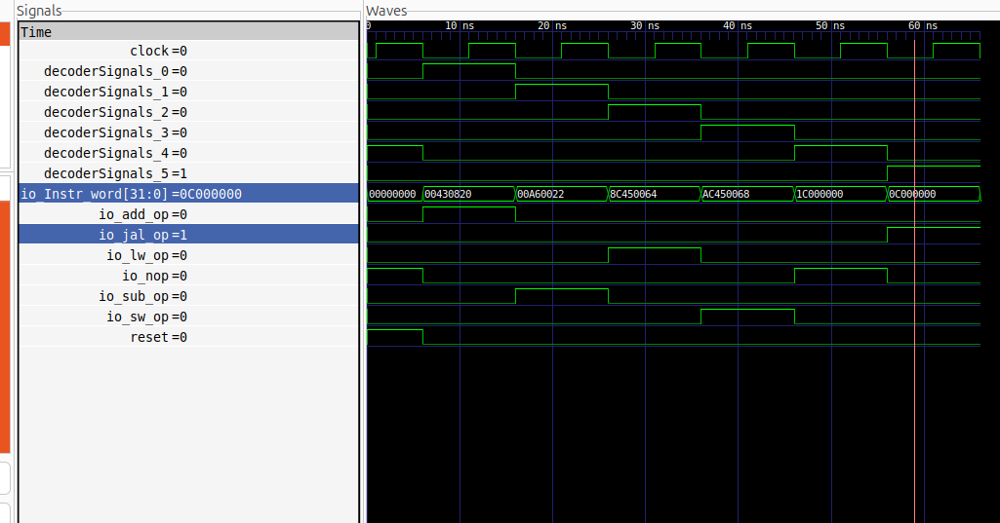 Signals
Waves
Time
0 10 ns 20 ns 30 ns 40 ns 50 ns 60 ns
clock=0
decoderSignals_0=0
decoderSignals_1=0
decoderSignals_2=0
decoderSignals_3=0
decoderSignals_4=0
decoderSignals_5=1
io_Instr_word[31:0]=0C000000
00000000 00430820 00A60022 8C450064 AC450068 1C000000 0C000000
io_add_op=0
io_jal_op=1
io_lw_op=0
io_nop=0
io_sub_op=0
io_sw_op=0
reset=0